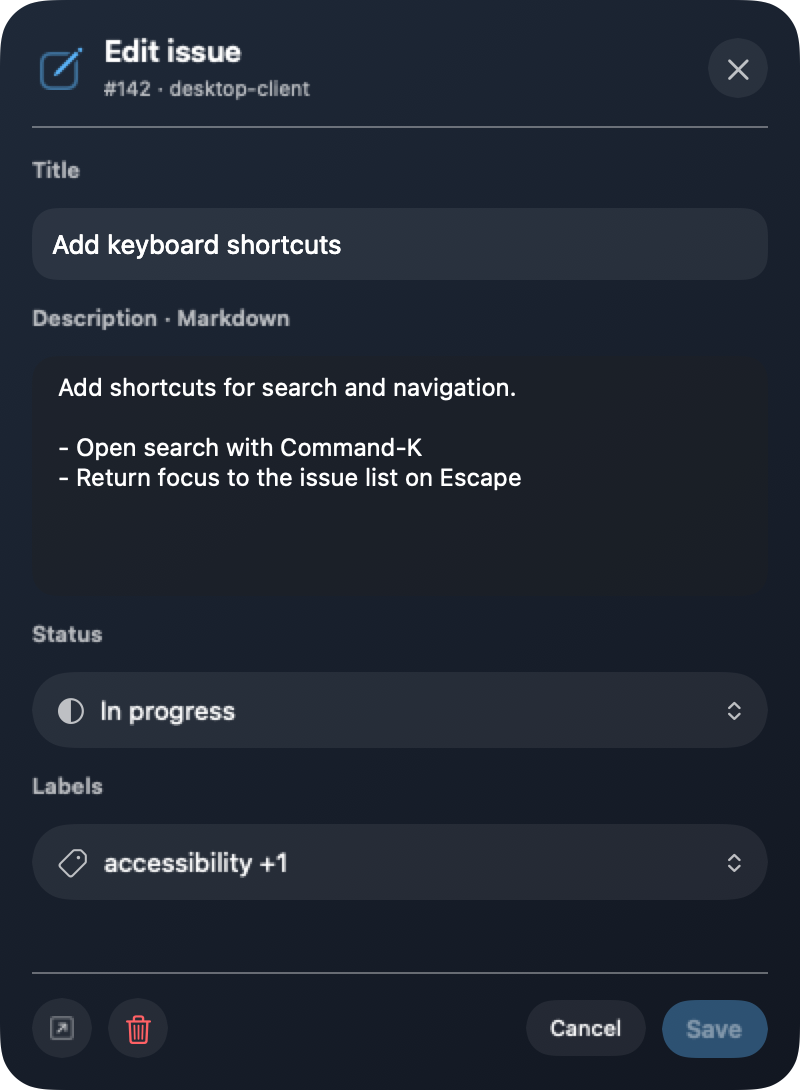 Edit issue
#142 · desktop-client
Title
Add keyboard shortcuts
Description · Markdown
Add shortcuts for search and navigation.
- Open search with Command-K
- Return focus to the issue list on Escape
Status
In progress
Labels
accessibility +1
Cancel
Save